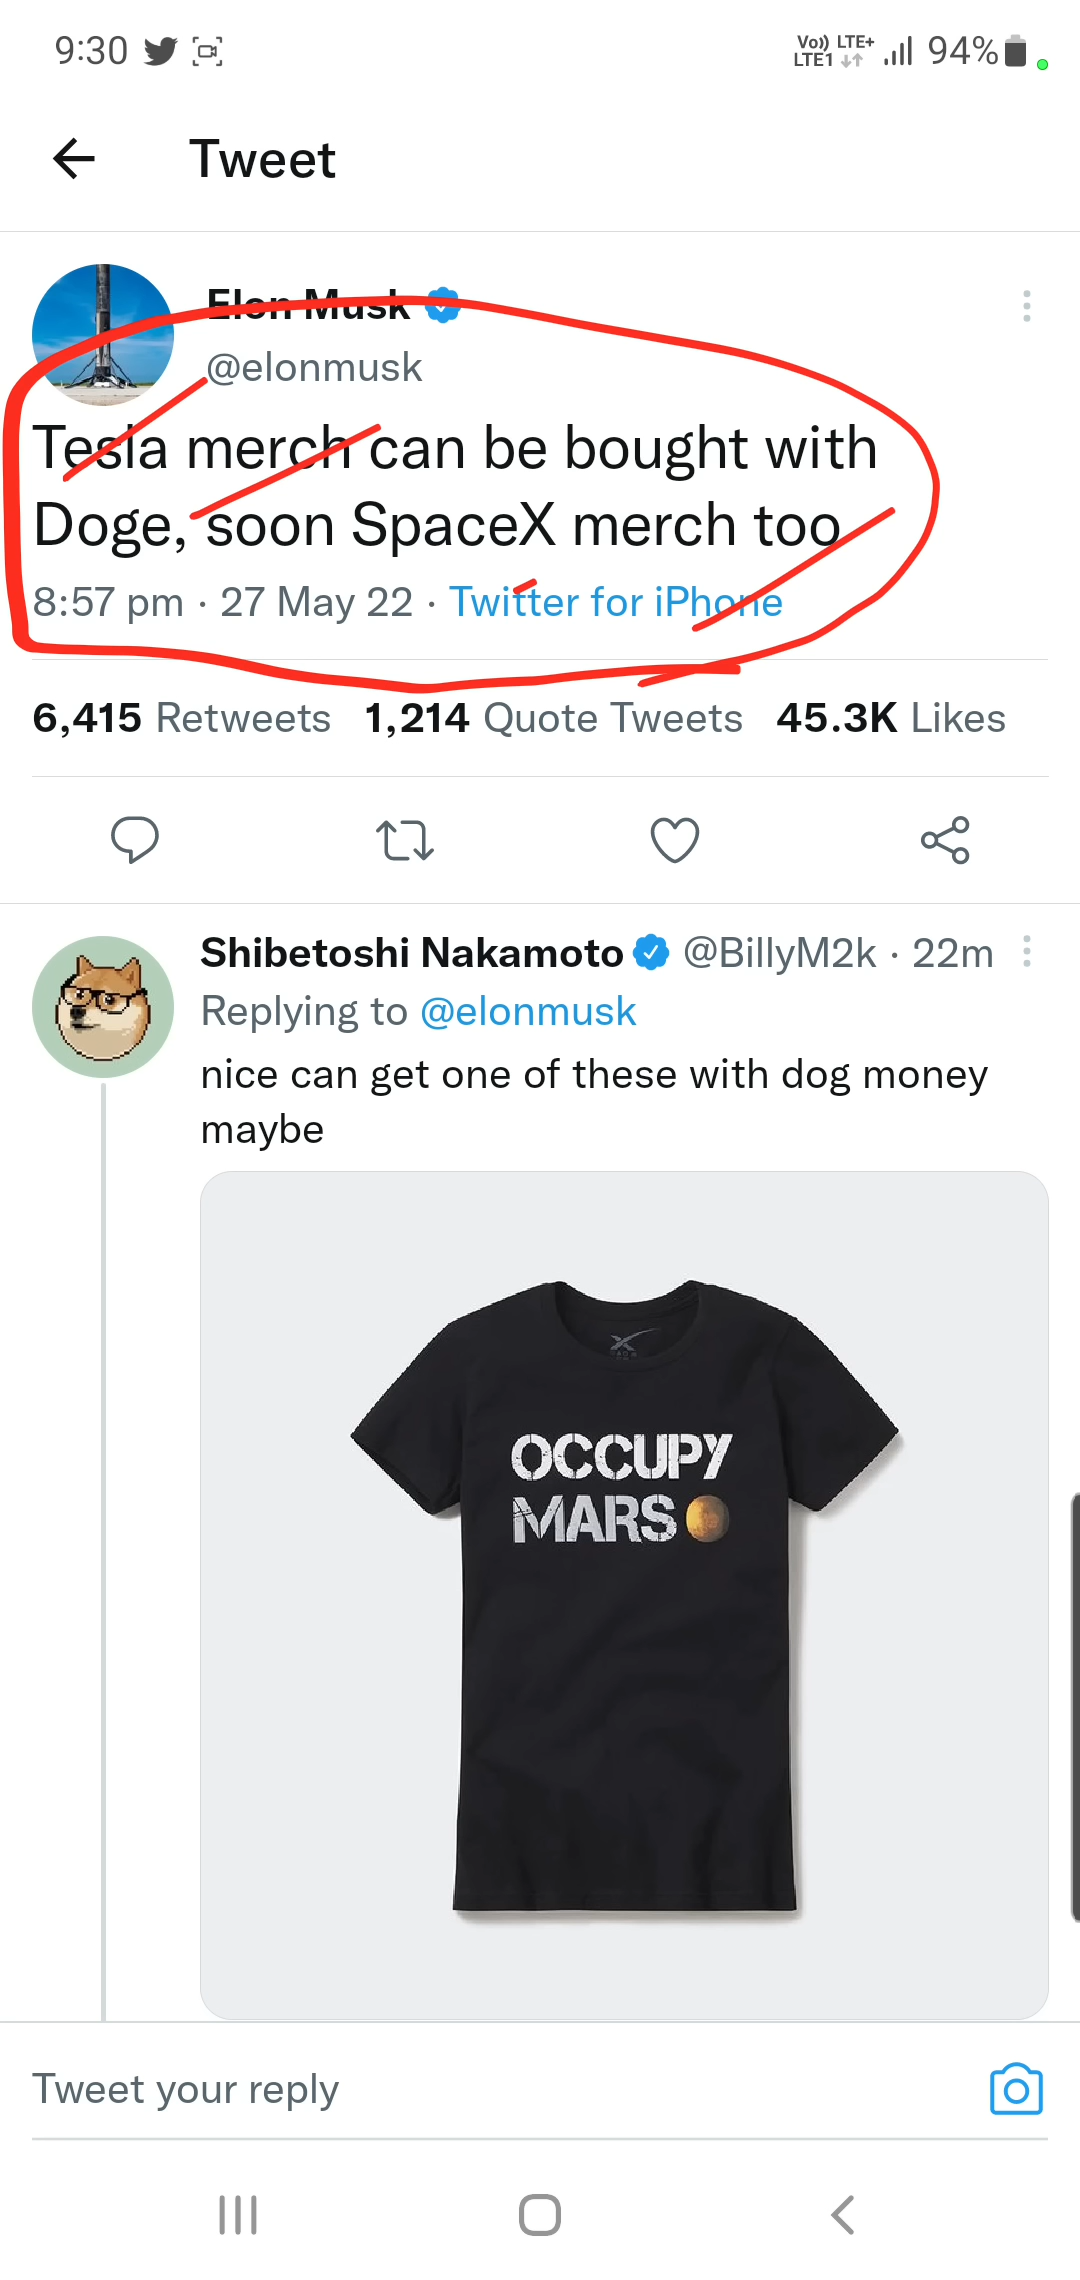 9:30 Vo)) LTE+ 94%
LTE1
Tweet
Elon Musk
@elonmusk
Tesla merch can be bought with
Doge, soon SpaceX merch too
8:57 pm · 27 May 22 · Twitter for iPhone
6,415 Retweets 1,214 Quote Tweets 45.3K Likes
Shibetoshi Nakamoto @BillyM2k · 22m
Replying to @elonmusk
nice can get one of these with dog money
maybe
OCCUPY
MARS
Tweet your reply